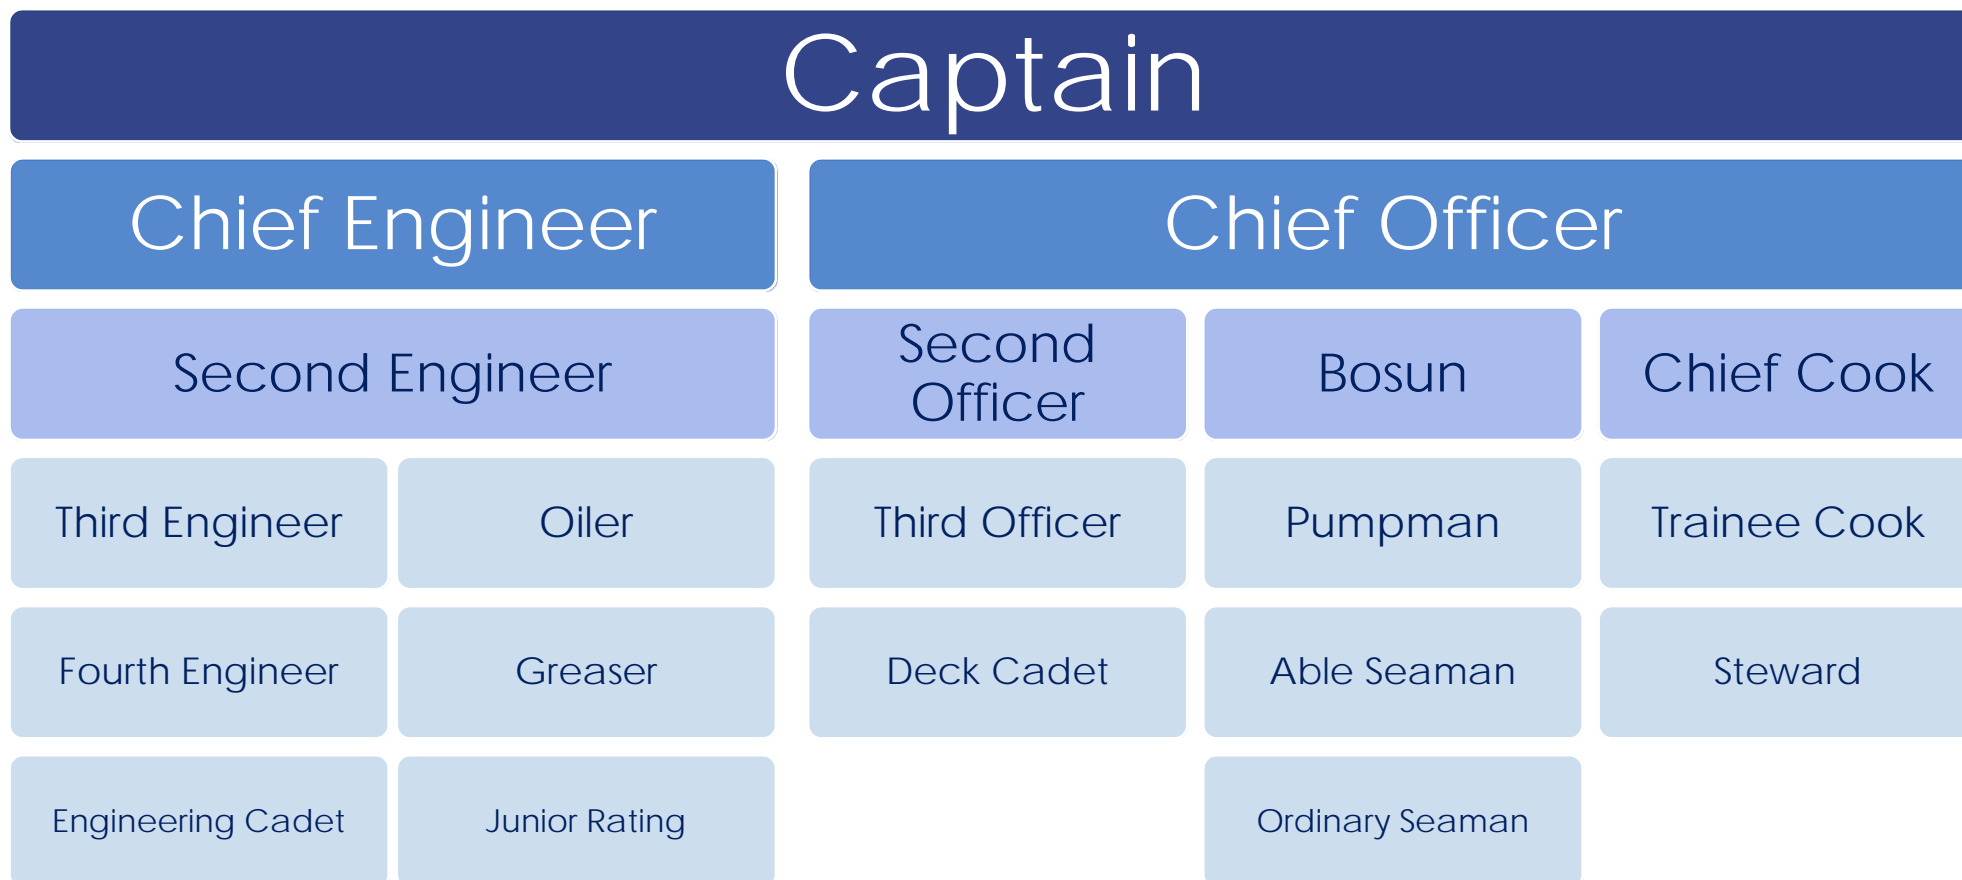 Captain
Chief Engineer
Chief Officer
Second Engineer
Second
Officer
Bosun
Chief Cook
Third Engineer
Oiler
Third Officer
Pumpman
Trainee Cook
Fourth Engineer
Greaser
Deck Cadet
Able Seaman
Steward
Engineering Cadet
Junior Rating
Ordinary Seaman